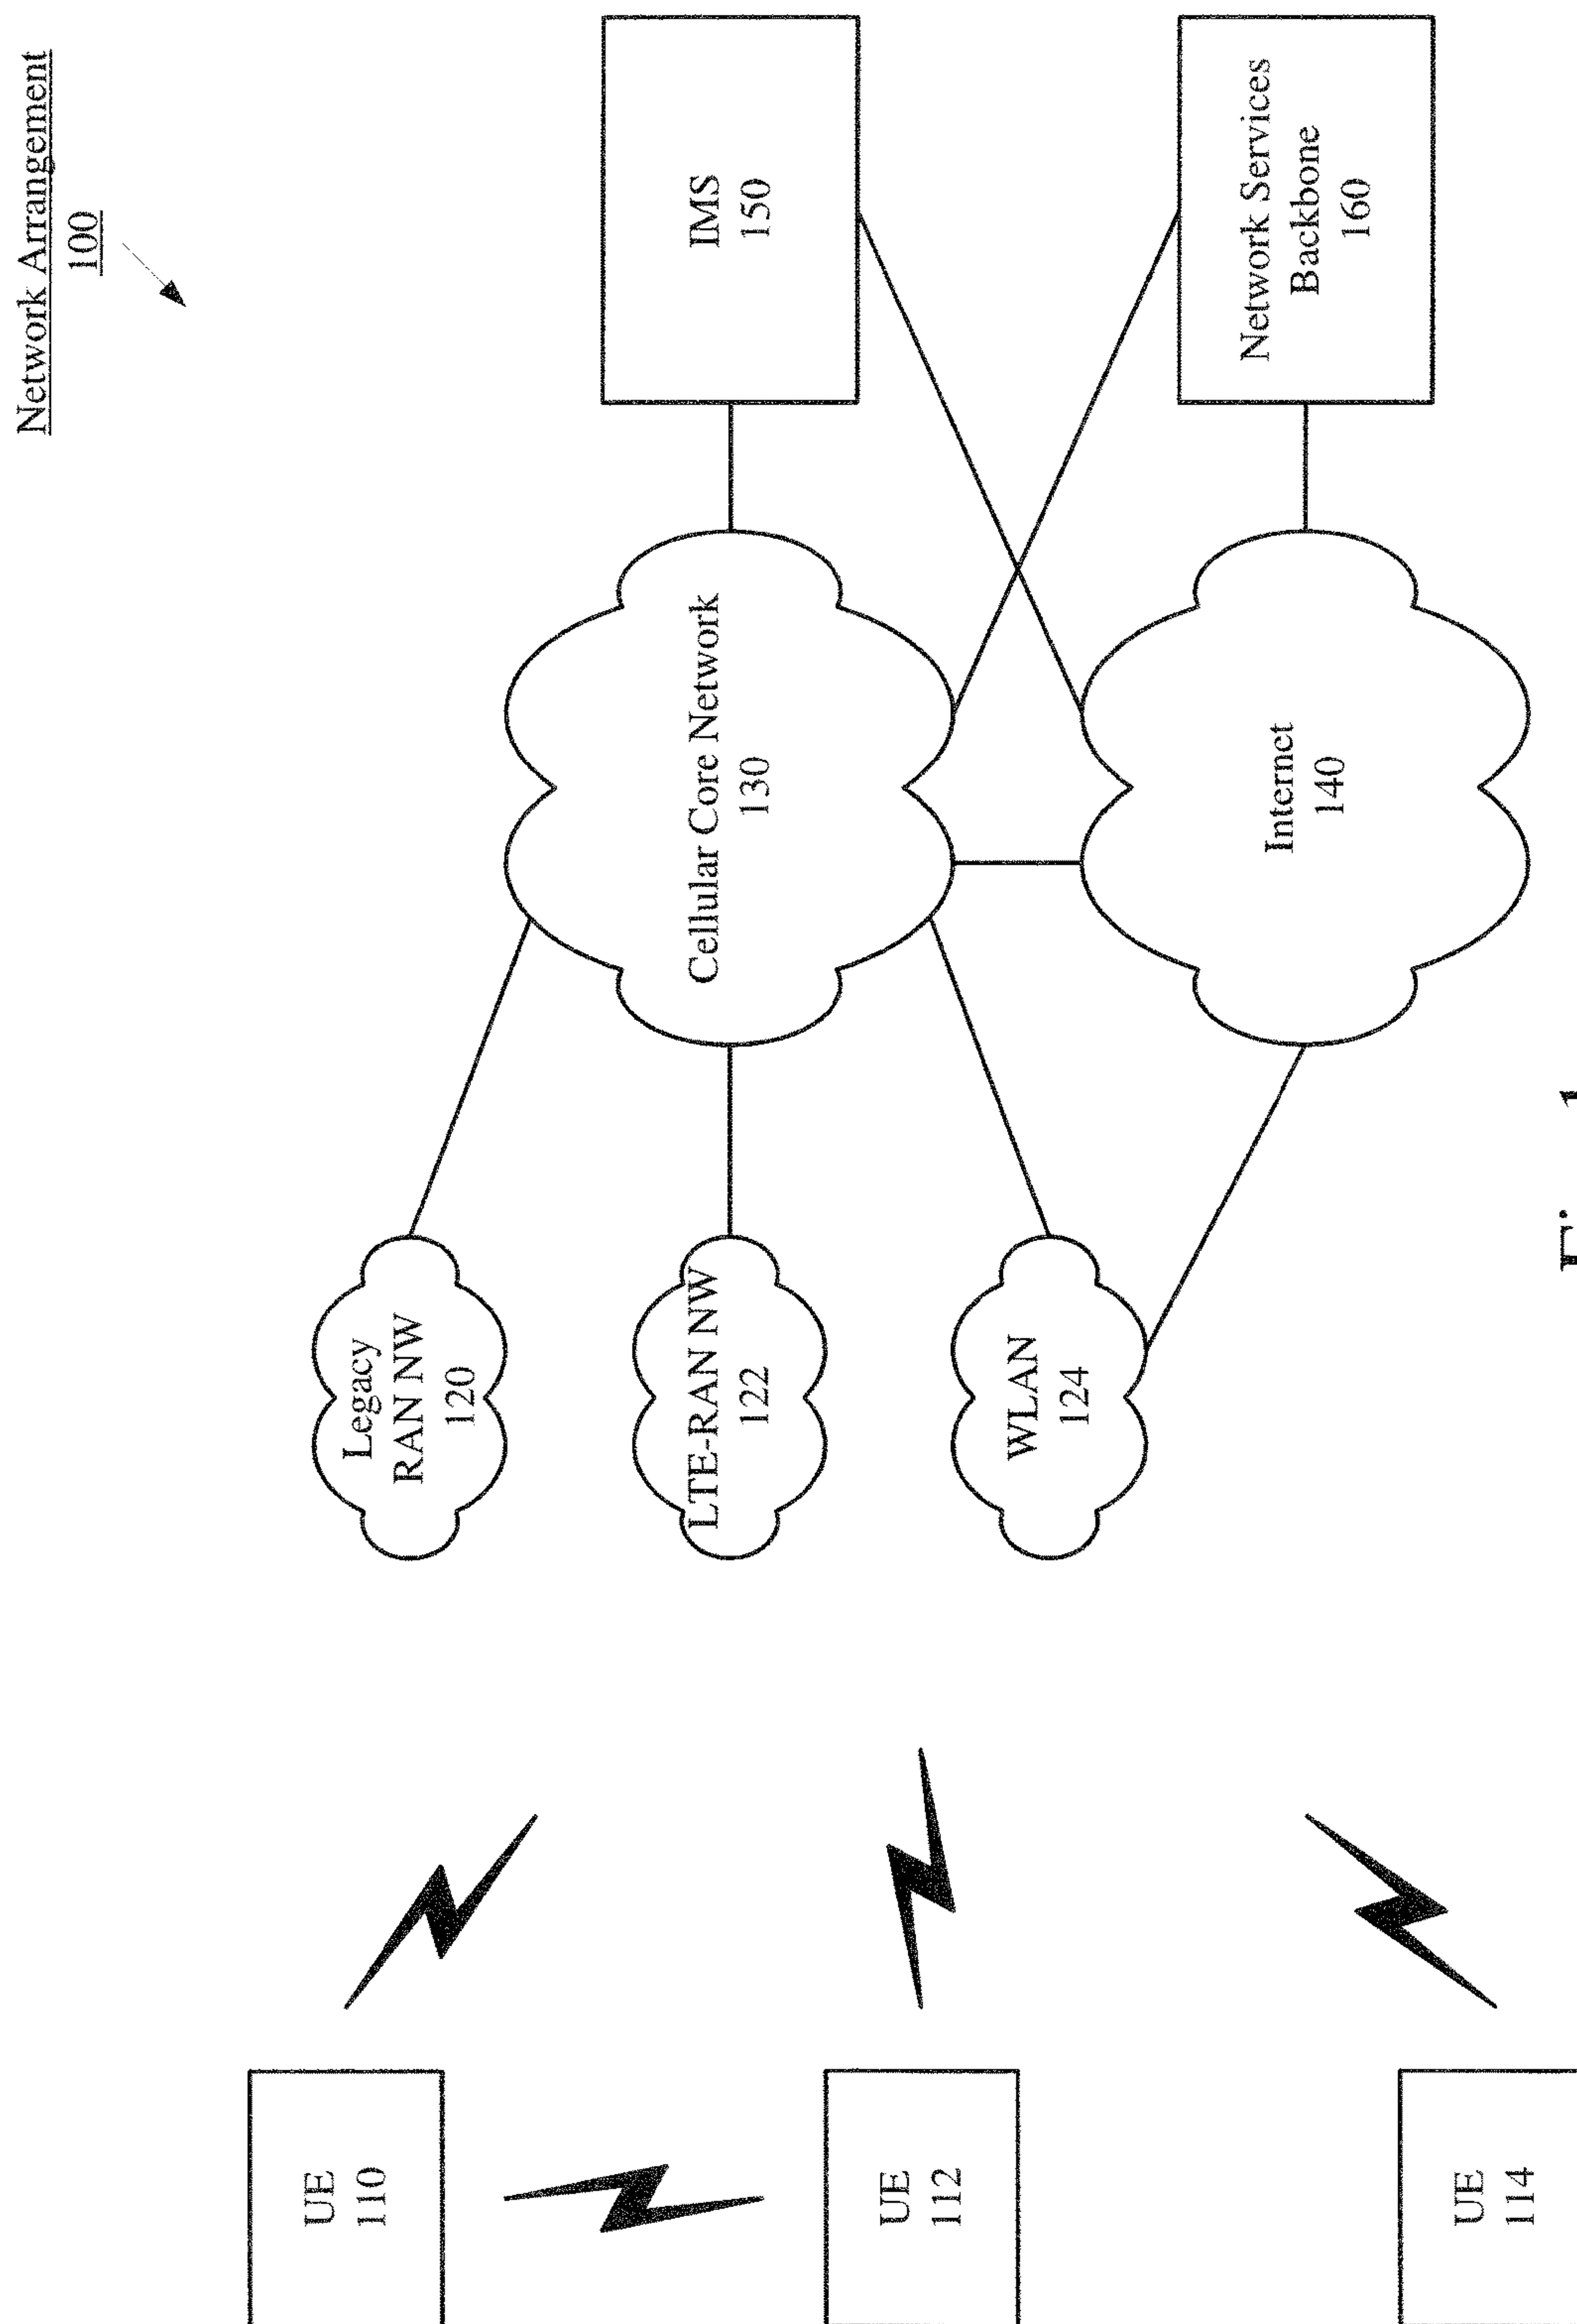 Network Arrangement
100
UE
110
UE
112
UE
114
Legacy
RAN NW
120
LTE-RAN NW
122
WLAN
124
Cellular Core Network
130
Internet
140
IMS
150
Network Services
Backbone
160